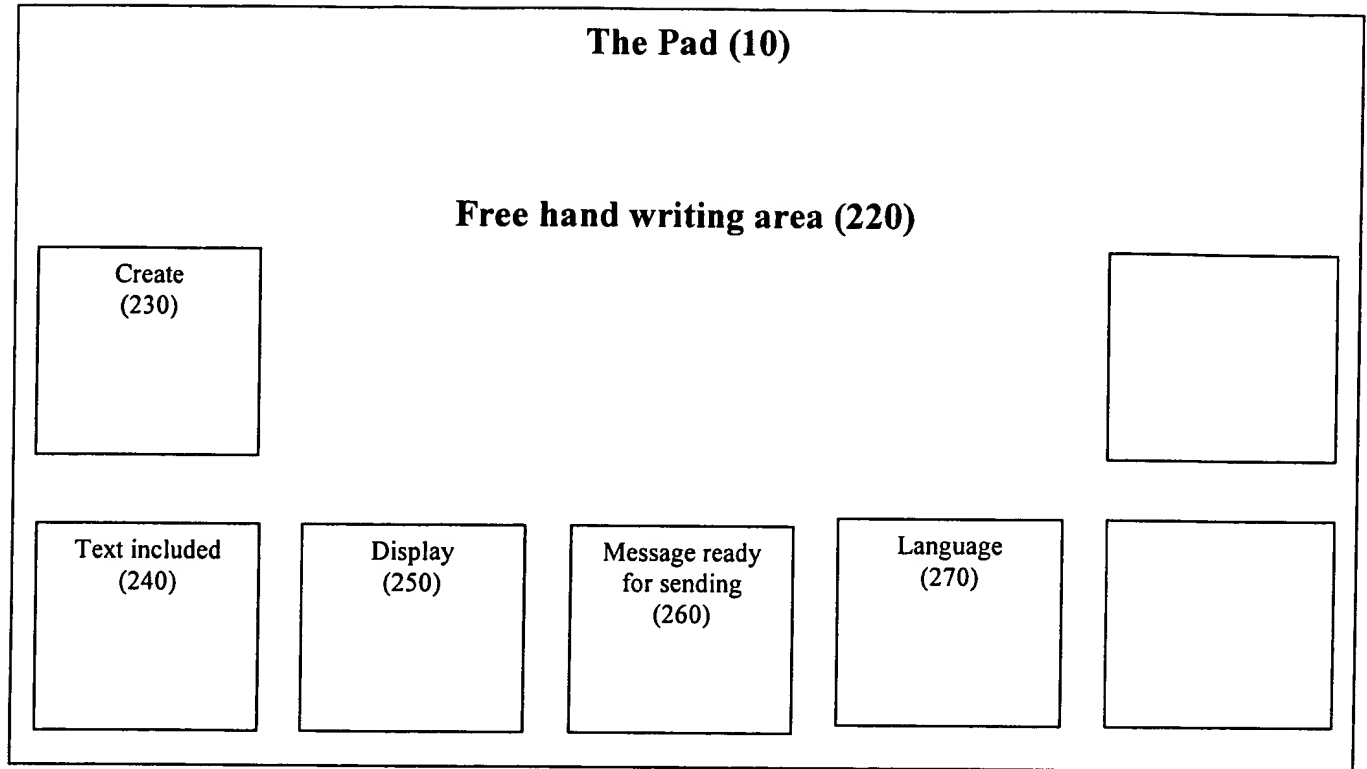 The Pad (10)
Free hand writing area (220)
Create
(230)
Text included
(240)
Display
(250)
Message ready
for sending
(260)
Language
(270)